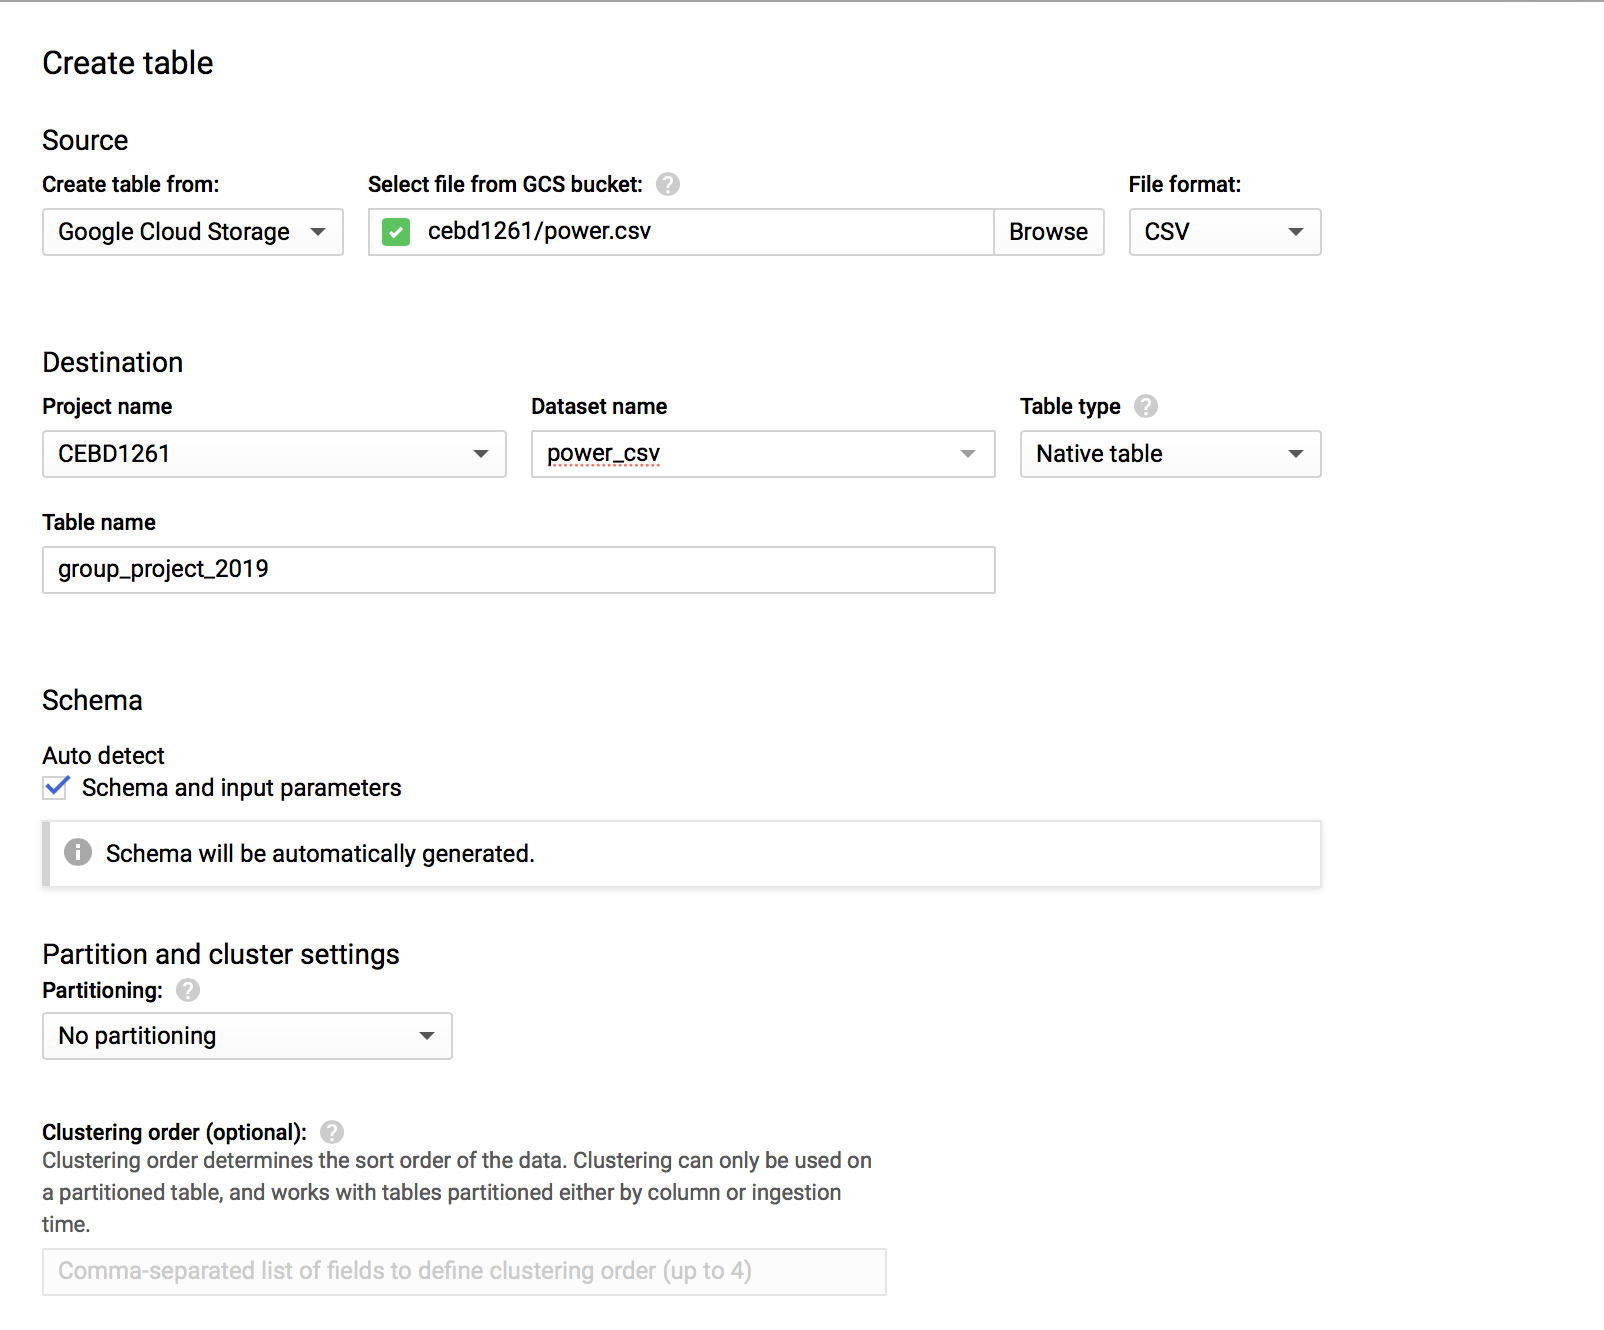 Create table
Source
Create table from: Select file from GCS bucket: ? File format:
Google Cloud Storage cebd1261/power.csv Browse CSV
Destination
Project name Dataset name Table type ?
CEBD1261 power_csv Native table
Table name
group_project_2019
Schema
Auto detect
Schema and input parameters
i Schema will be automatically generated.
Partition and cluster settings
Partitioning: ?
No partitioning
Clustering order (optional): ?
Clustering order determines the sort order of the data. Clustering can only be used on
a partitioned table, and works with tables partitioned either by column or ingestion
time.
Comma-separated list of fields to define clustering order (up to 4)